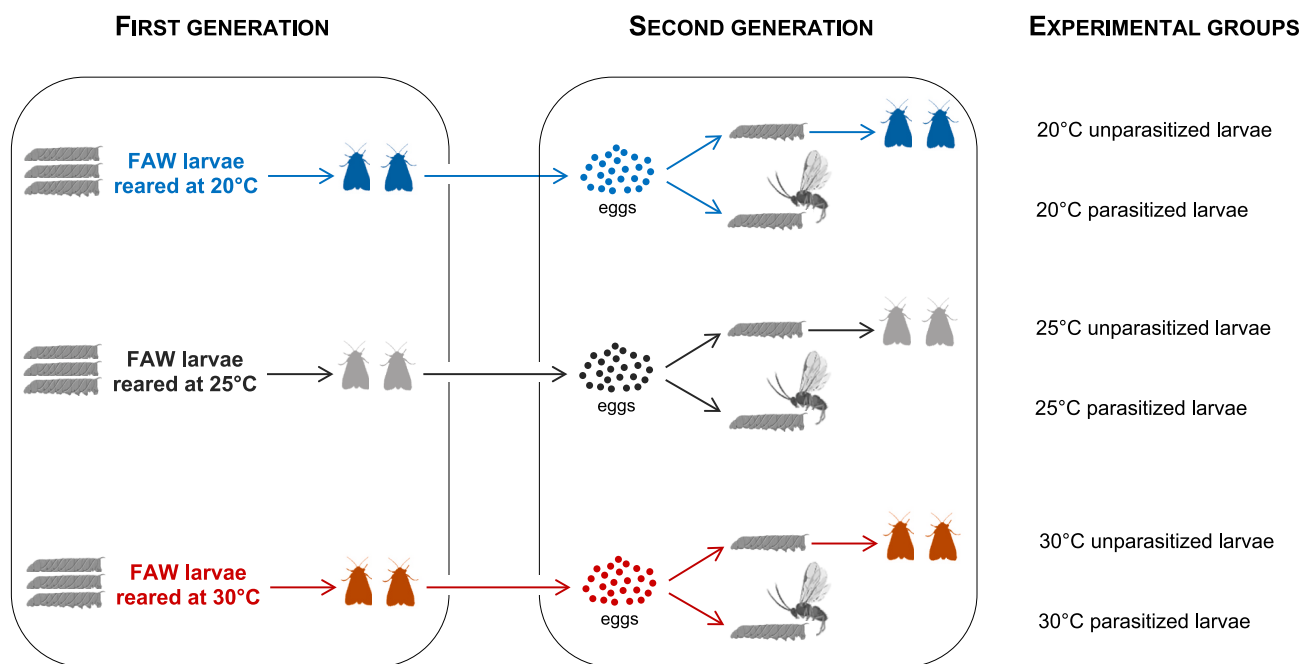 FIRST GENERATION
SECOND GENERATION
EXPERIMENTAL GROUPS
FAW larvae
reared at 20°C
eggs
20°C unparasitized larvae
20°C parasitized larvae
FAW larvae
reared at 25°C
eggs
25°C unparasitized larvae
25°C parasitized larvae
FAW larvae
reared at 30°C
eggs
30°C unparasitized larvae
30°C parasitized larvae